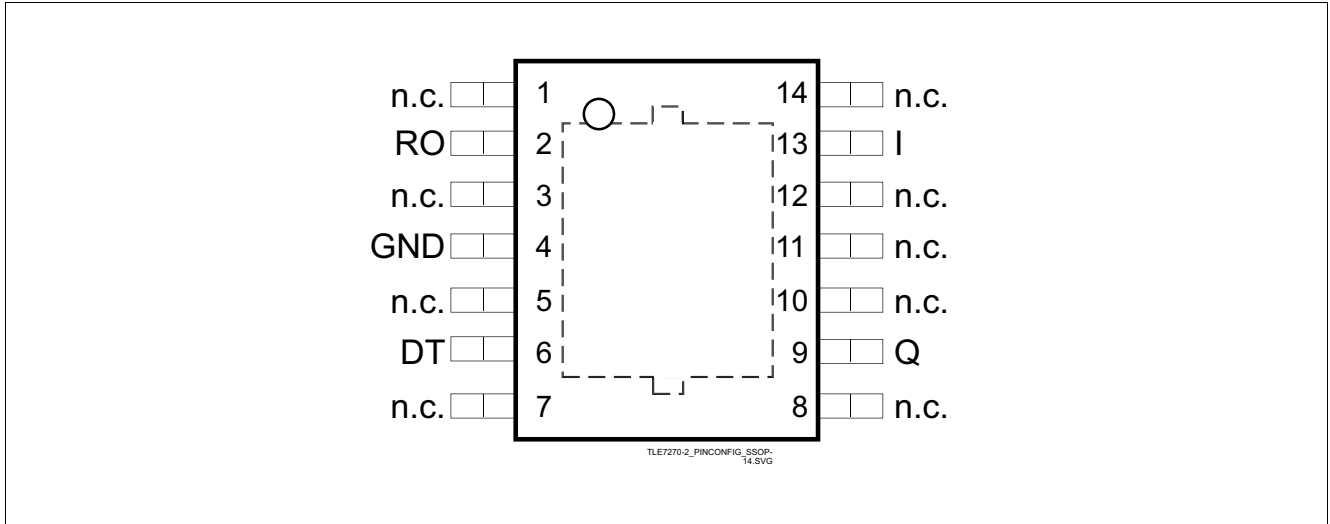 n.c. 1 14 n.c.
RO 2 13 I
n.c. 3 12 n.c.
GND 4 11 n.c.
n.c. 5 10 n.c.
DT 6 9 Q
n.c. 7 8 n.c.
TLE7270-2_PINCONFIG_SSOP-
14.SVG